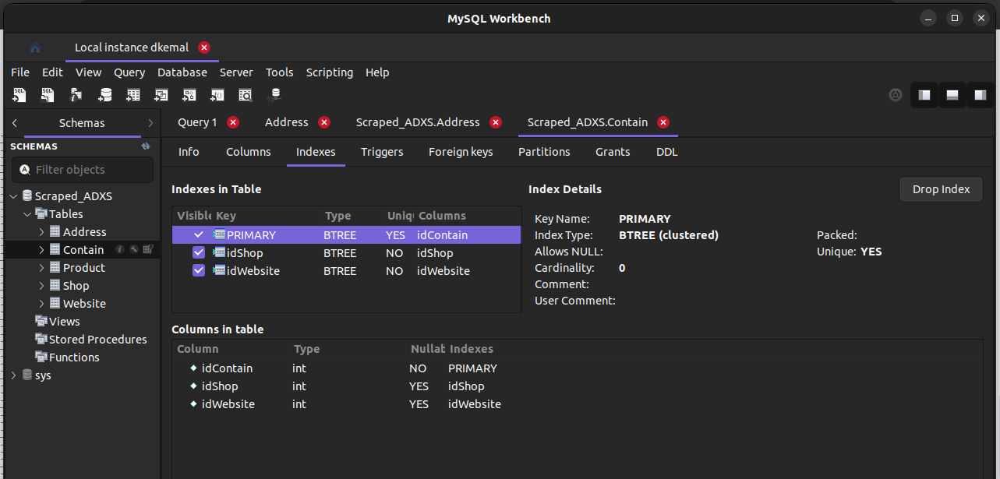 MySQL Workbench
Local instance dkemal
File Edit View Query Database Server Tools Scripting Help
SQL SQL
Schemas
SCHEMAS
Filter objects
Scraped_ADXS
Tables
Address
Contain
Product
Shop
Website
Views
Stored Procedures
Functions
sys
Query 1 Address Scraped_ADXS.Address Scraped_ADXS.Contain
Info Columns Indexes Triggers Foreign keys Partitions Grants DDL
Indexes in Table
Visible Key Type Uniq Columns
PRIMARY BTREE YES idContain
idShop BTREE NO idShop
idWebsite BTREE NO idWebsite
Index Details
Drop Index
Key Name: PRIMARY
Index Type: BTREE (clustered) Packed:
Allows NULL: Unique: YES
Cardinality: 0
Comment:
User Comment:
Columns in table
Column Type Nullab Indexes
idContain int NO PRIMARY
idShop int YES idShop
idWebsite int YES idWebsite